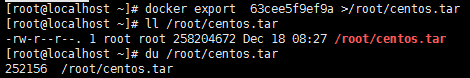 [root@localhost ~]# docker export  63cee5f9ef9a >/root/centos.tar
[root@localhost ~]# ll /root/centos.tar
-rw-r--r--. 1 root root 258204672 Dec 18 08:27 /root/centos.tar
[root@localhost ~]# du /root/centos.tar
252156  /root/centos.tar